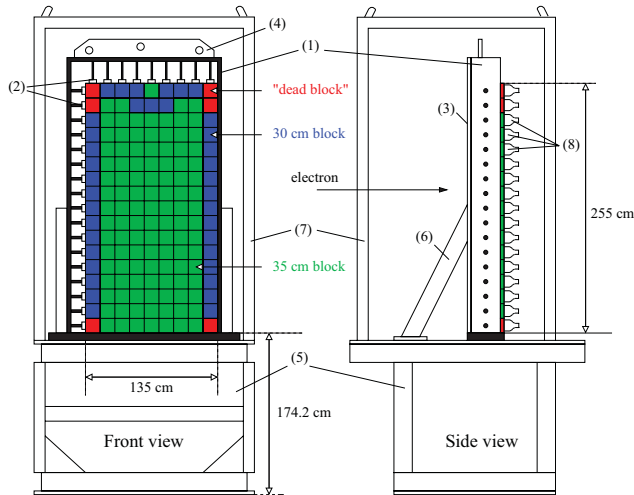 (4)
(1)
(2)
"dead block"
(3)
30 cm block
(8)
electron
255 cm
(7)
(6)
35 cm block
(5)
135 cm
174.2 cm
Front view
Side view